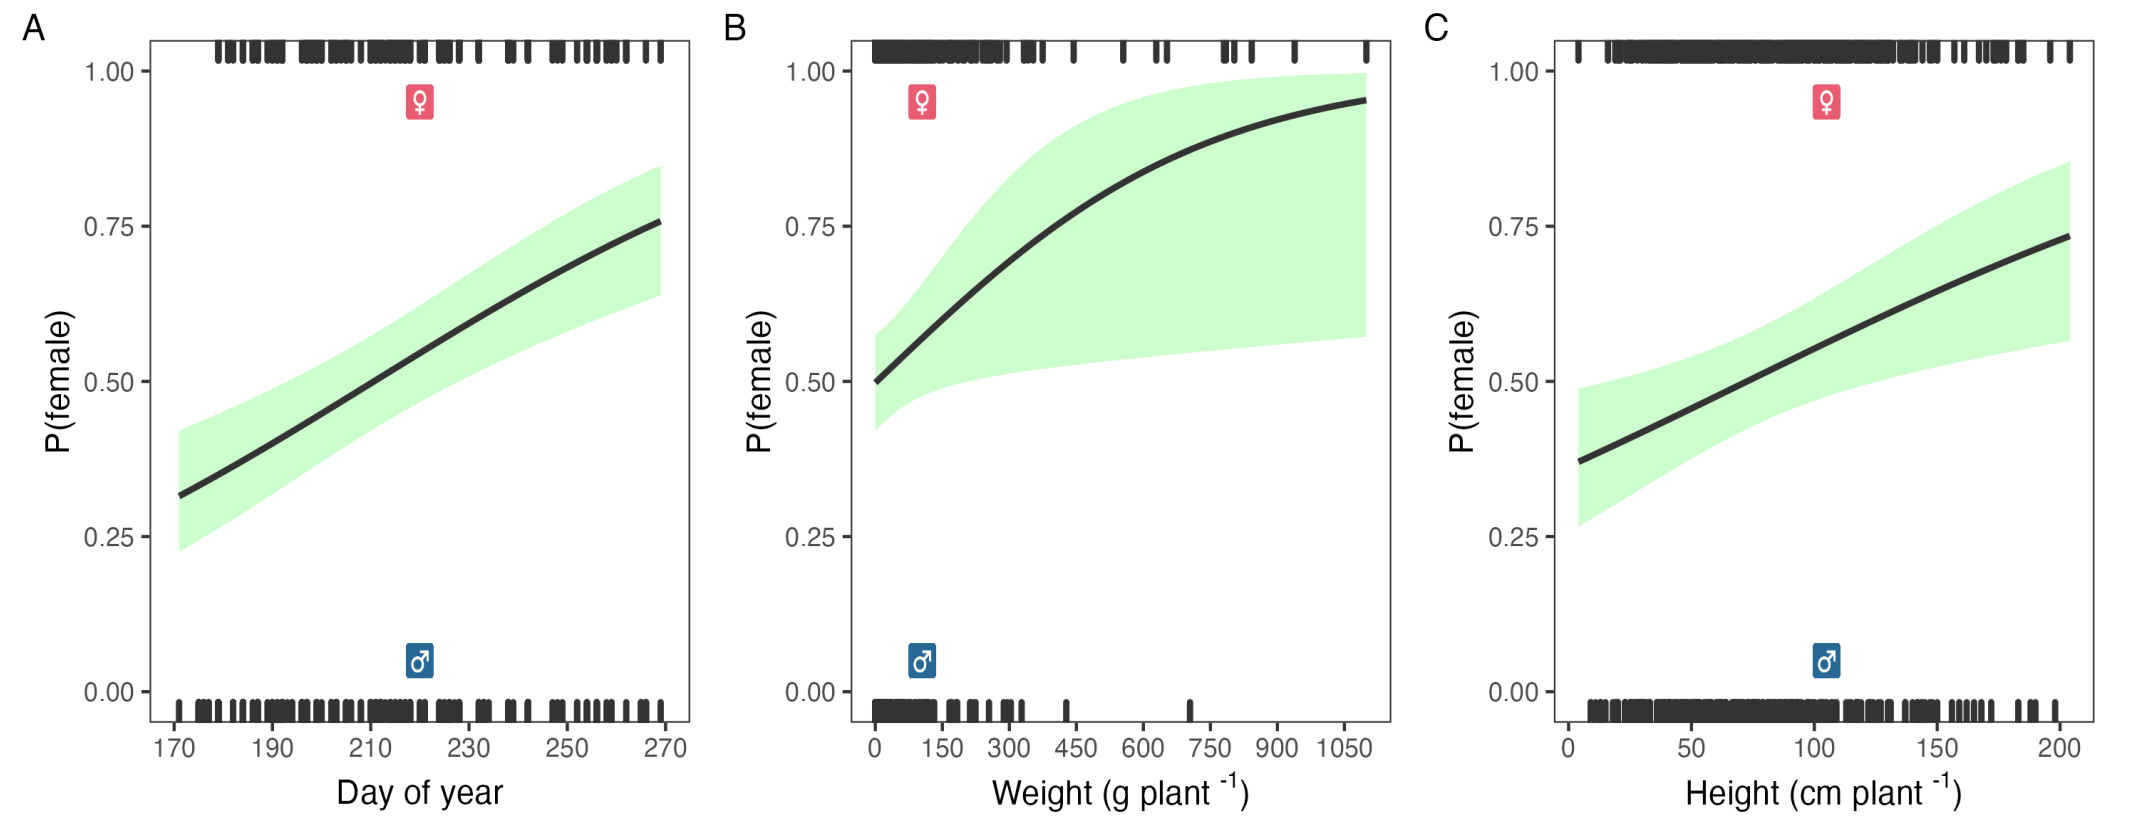 A
1.00
0.75
0.50
0.25
0.00
P(female)
♀
♂
170 190 210 230 250 270
Day of year
B
1.00
0.75
0.50
0.25
0.00
P(female)
♀
♂
0 150 300 450 600 750 900 1050
Weight (g plant ⁻¹)
C
1.00
0.75
0.50
0.25
0.00
P(female)
♀
♂
0 50 100 150 200
Height (cm plant ⁻¹)